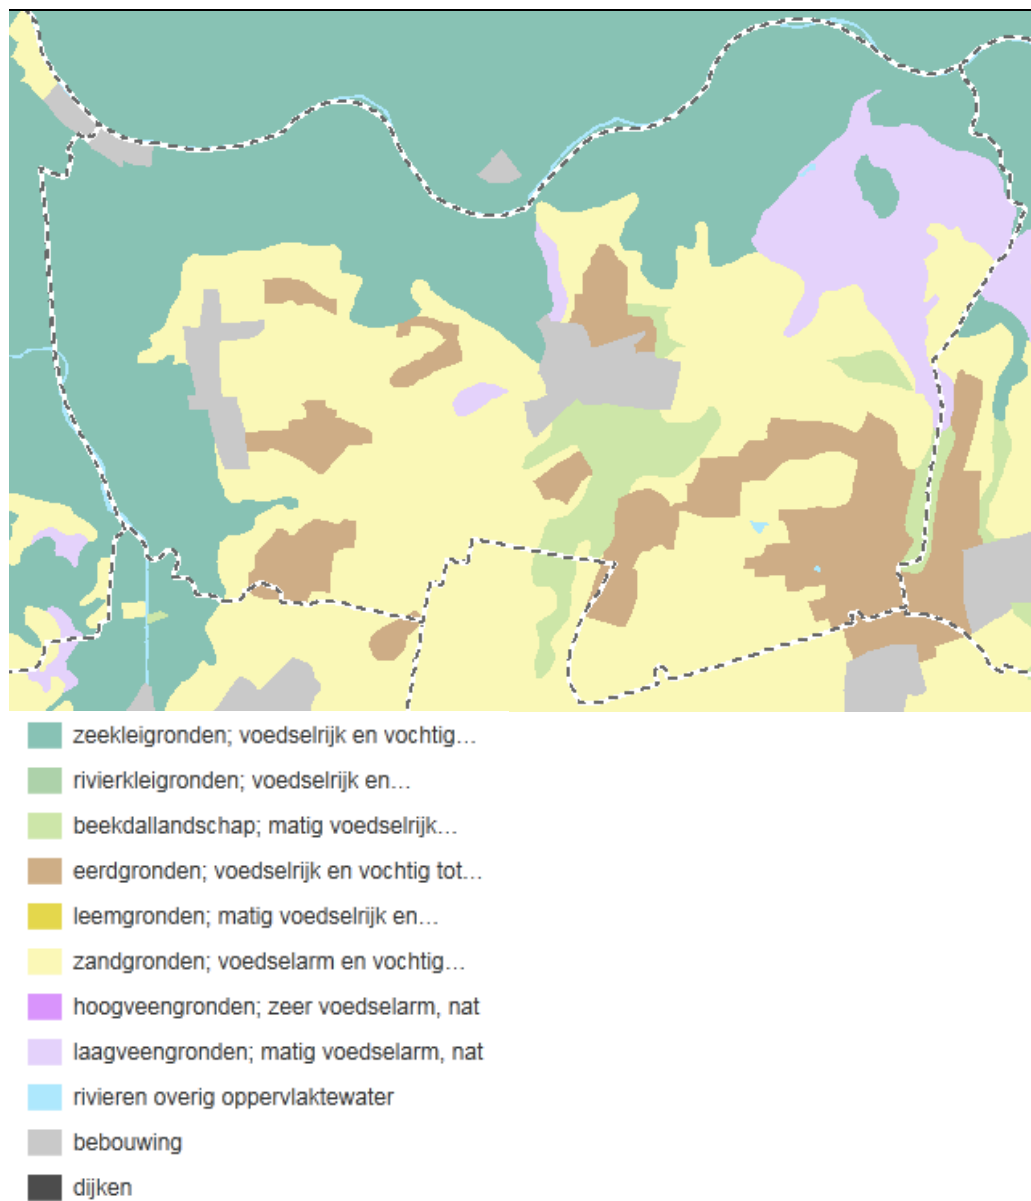 zeekleigronden; voedselrijk en vochtig...
rivierkleigronden; voedselrijk en...
beekdallandschap; matig voedselrijk...
eerdgronden; voedselrijk en vochtig tot...
leemgronden; matig voedselrijk en...
zandgronden; voedselarm en vochtig...
hoogveengronden; zeer voedselarm, nat
laagveengronden; matig voedselarm, nat
rivieren overig oppervlaktewater
bebouwing
dijken